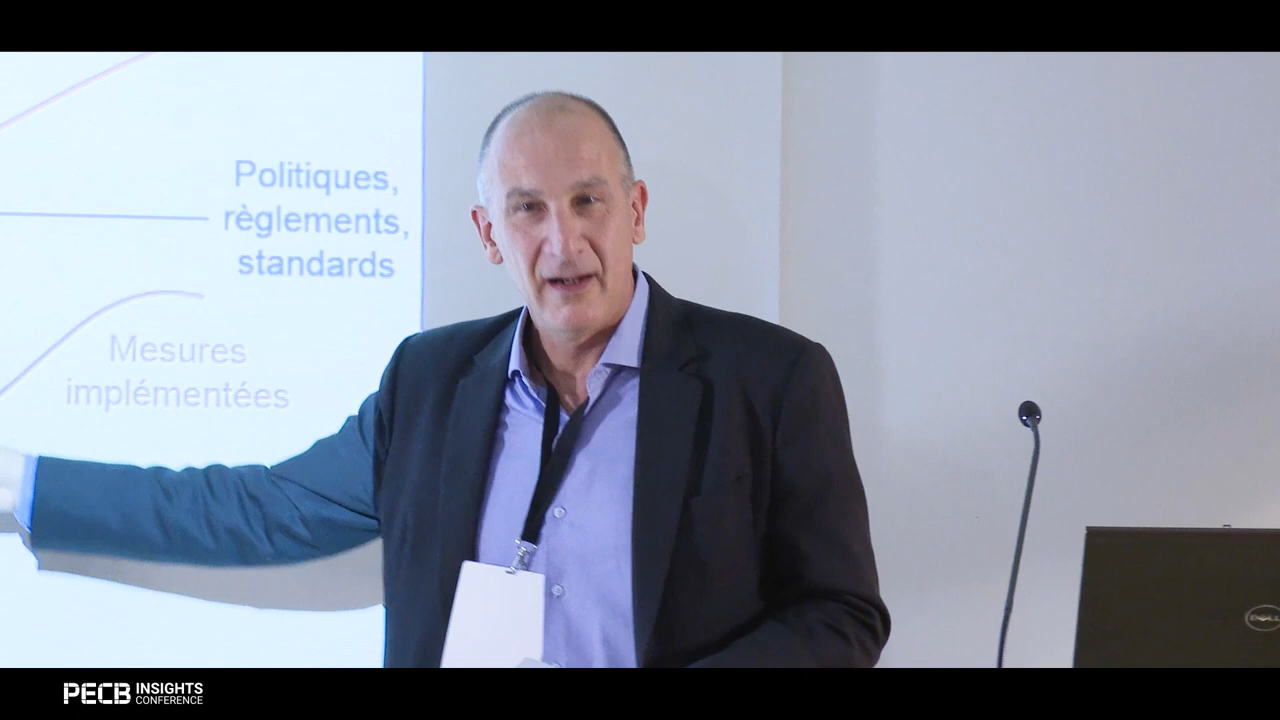 Politiques,
règlements,
standards
Mesures
implémentées
DELL
PECB INSIGHTS
CONFERENCE